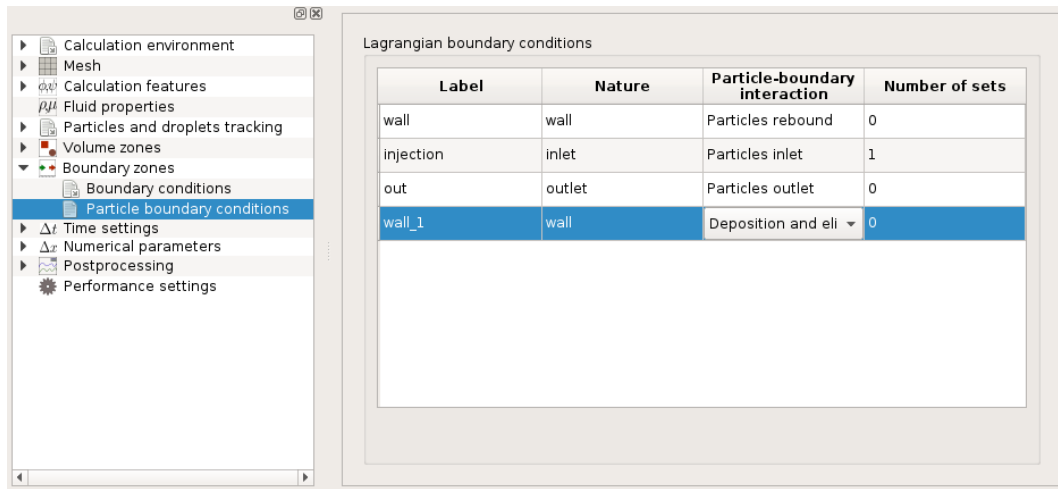 Calculation environment
Mesh
Calculation features
Fluid properties
Particles and droplets tracking
Volume zones
Boundary zones
Boundary conditions
Particle boundary conditions
Δt Time settings
Δx Numerical parameters
Postprocessing
Performance settings
Lagrangian boundary conditions
Label Nature Particle-boundary interaction Number of sets
wall wall Particles rebound 0
injection inlet Particles inlet 1
out outlet Particles outlet 0
wall_1 wall Deposition and eli 0